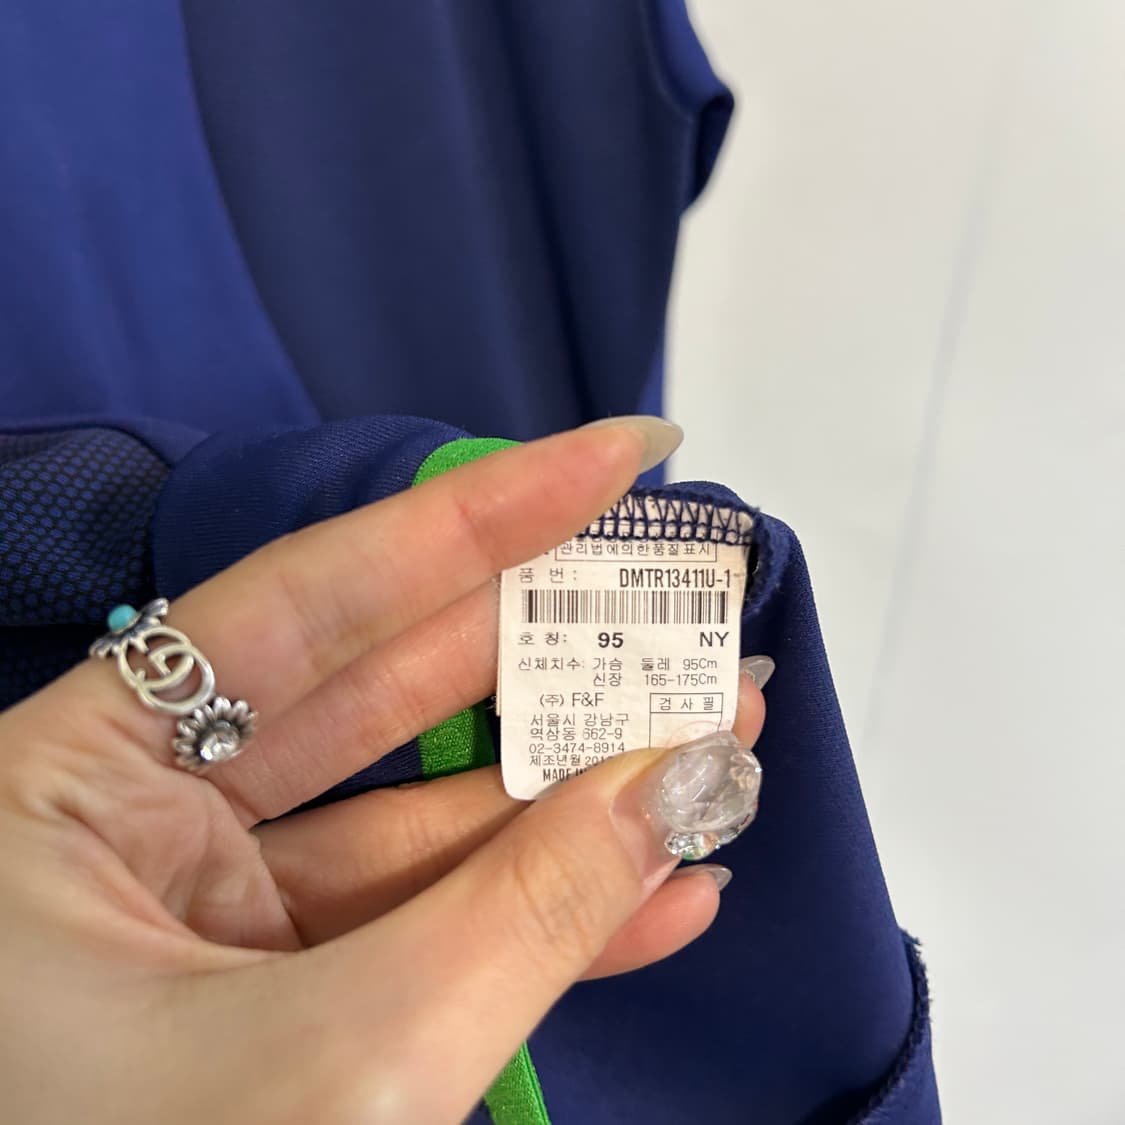 관리법에의한품질표시
품 번: DMTR13411U-1
호 칭: 95 NY
신체치수: 가슴 둘레 95Cm
신장 165-175Cm
(주) F&F
검 사 필
서울시 강남구
역삼동 662-9
02-3474-8914
제조년월
MADE